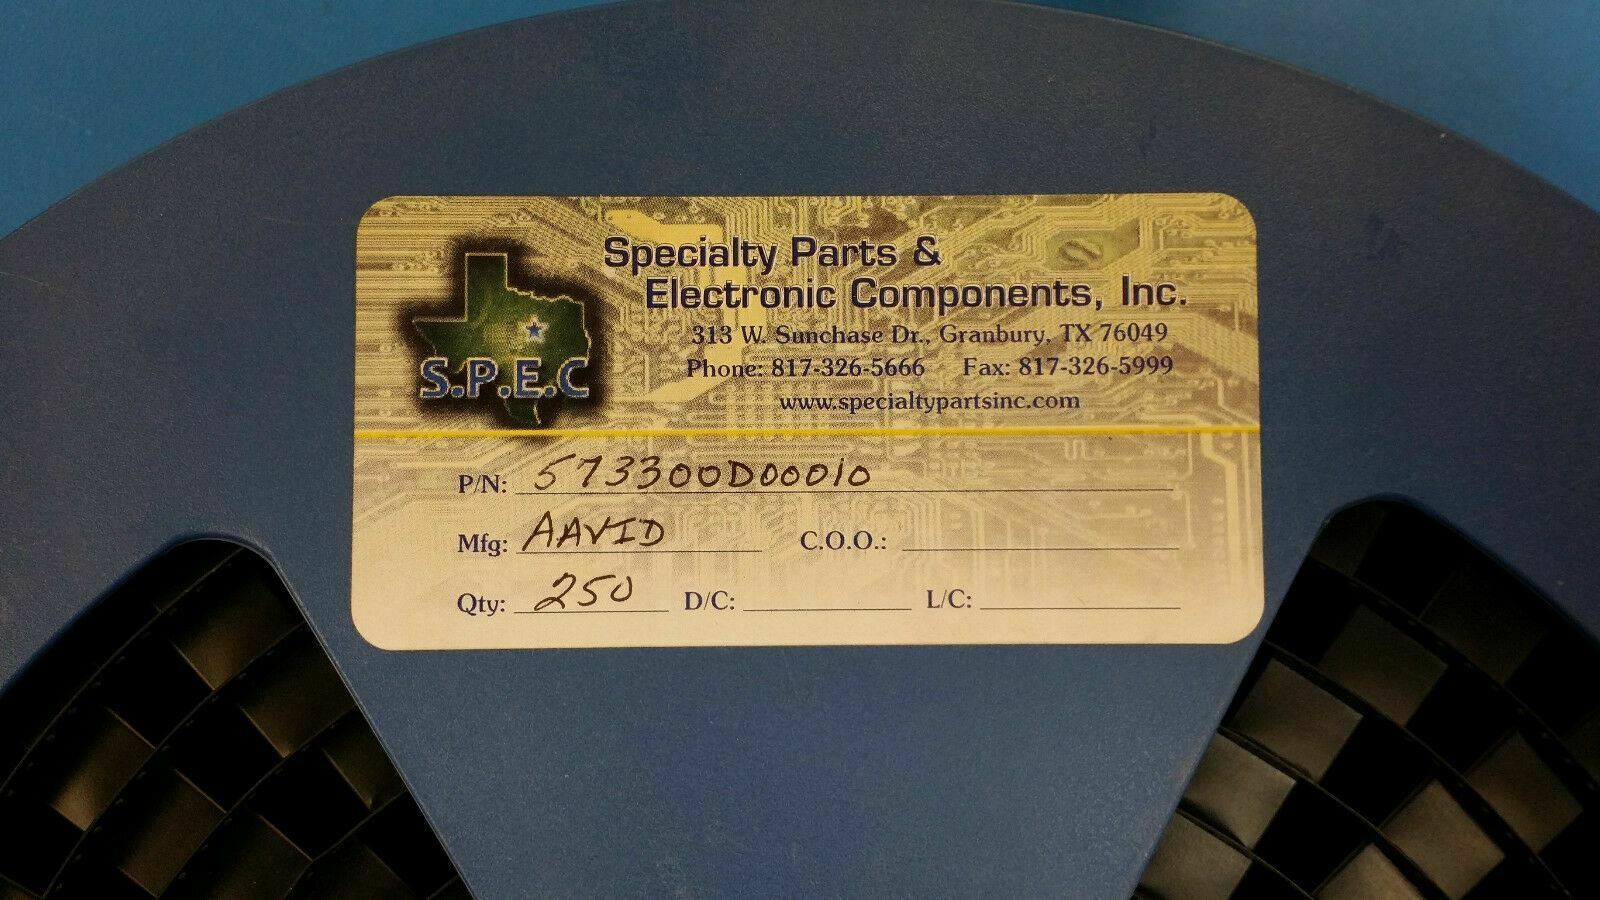 Specialty Parts &
Electronic Components, Inc.
313 W. Sunchase Dr., Granbury, TX 76049
Phone: 817-326-5666 Fax: 817-326-5999
www.specialtypartsinc.com
S.P.E.C
P/N: 573300D00010
Mfg: AAVID C.O.O.:
Qty: 250 D/C: L/C: